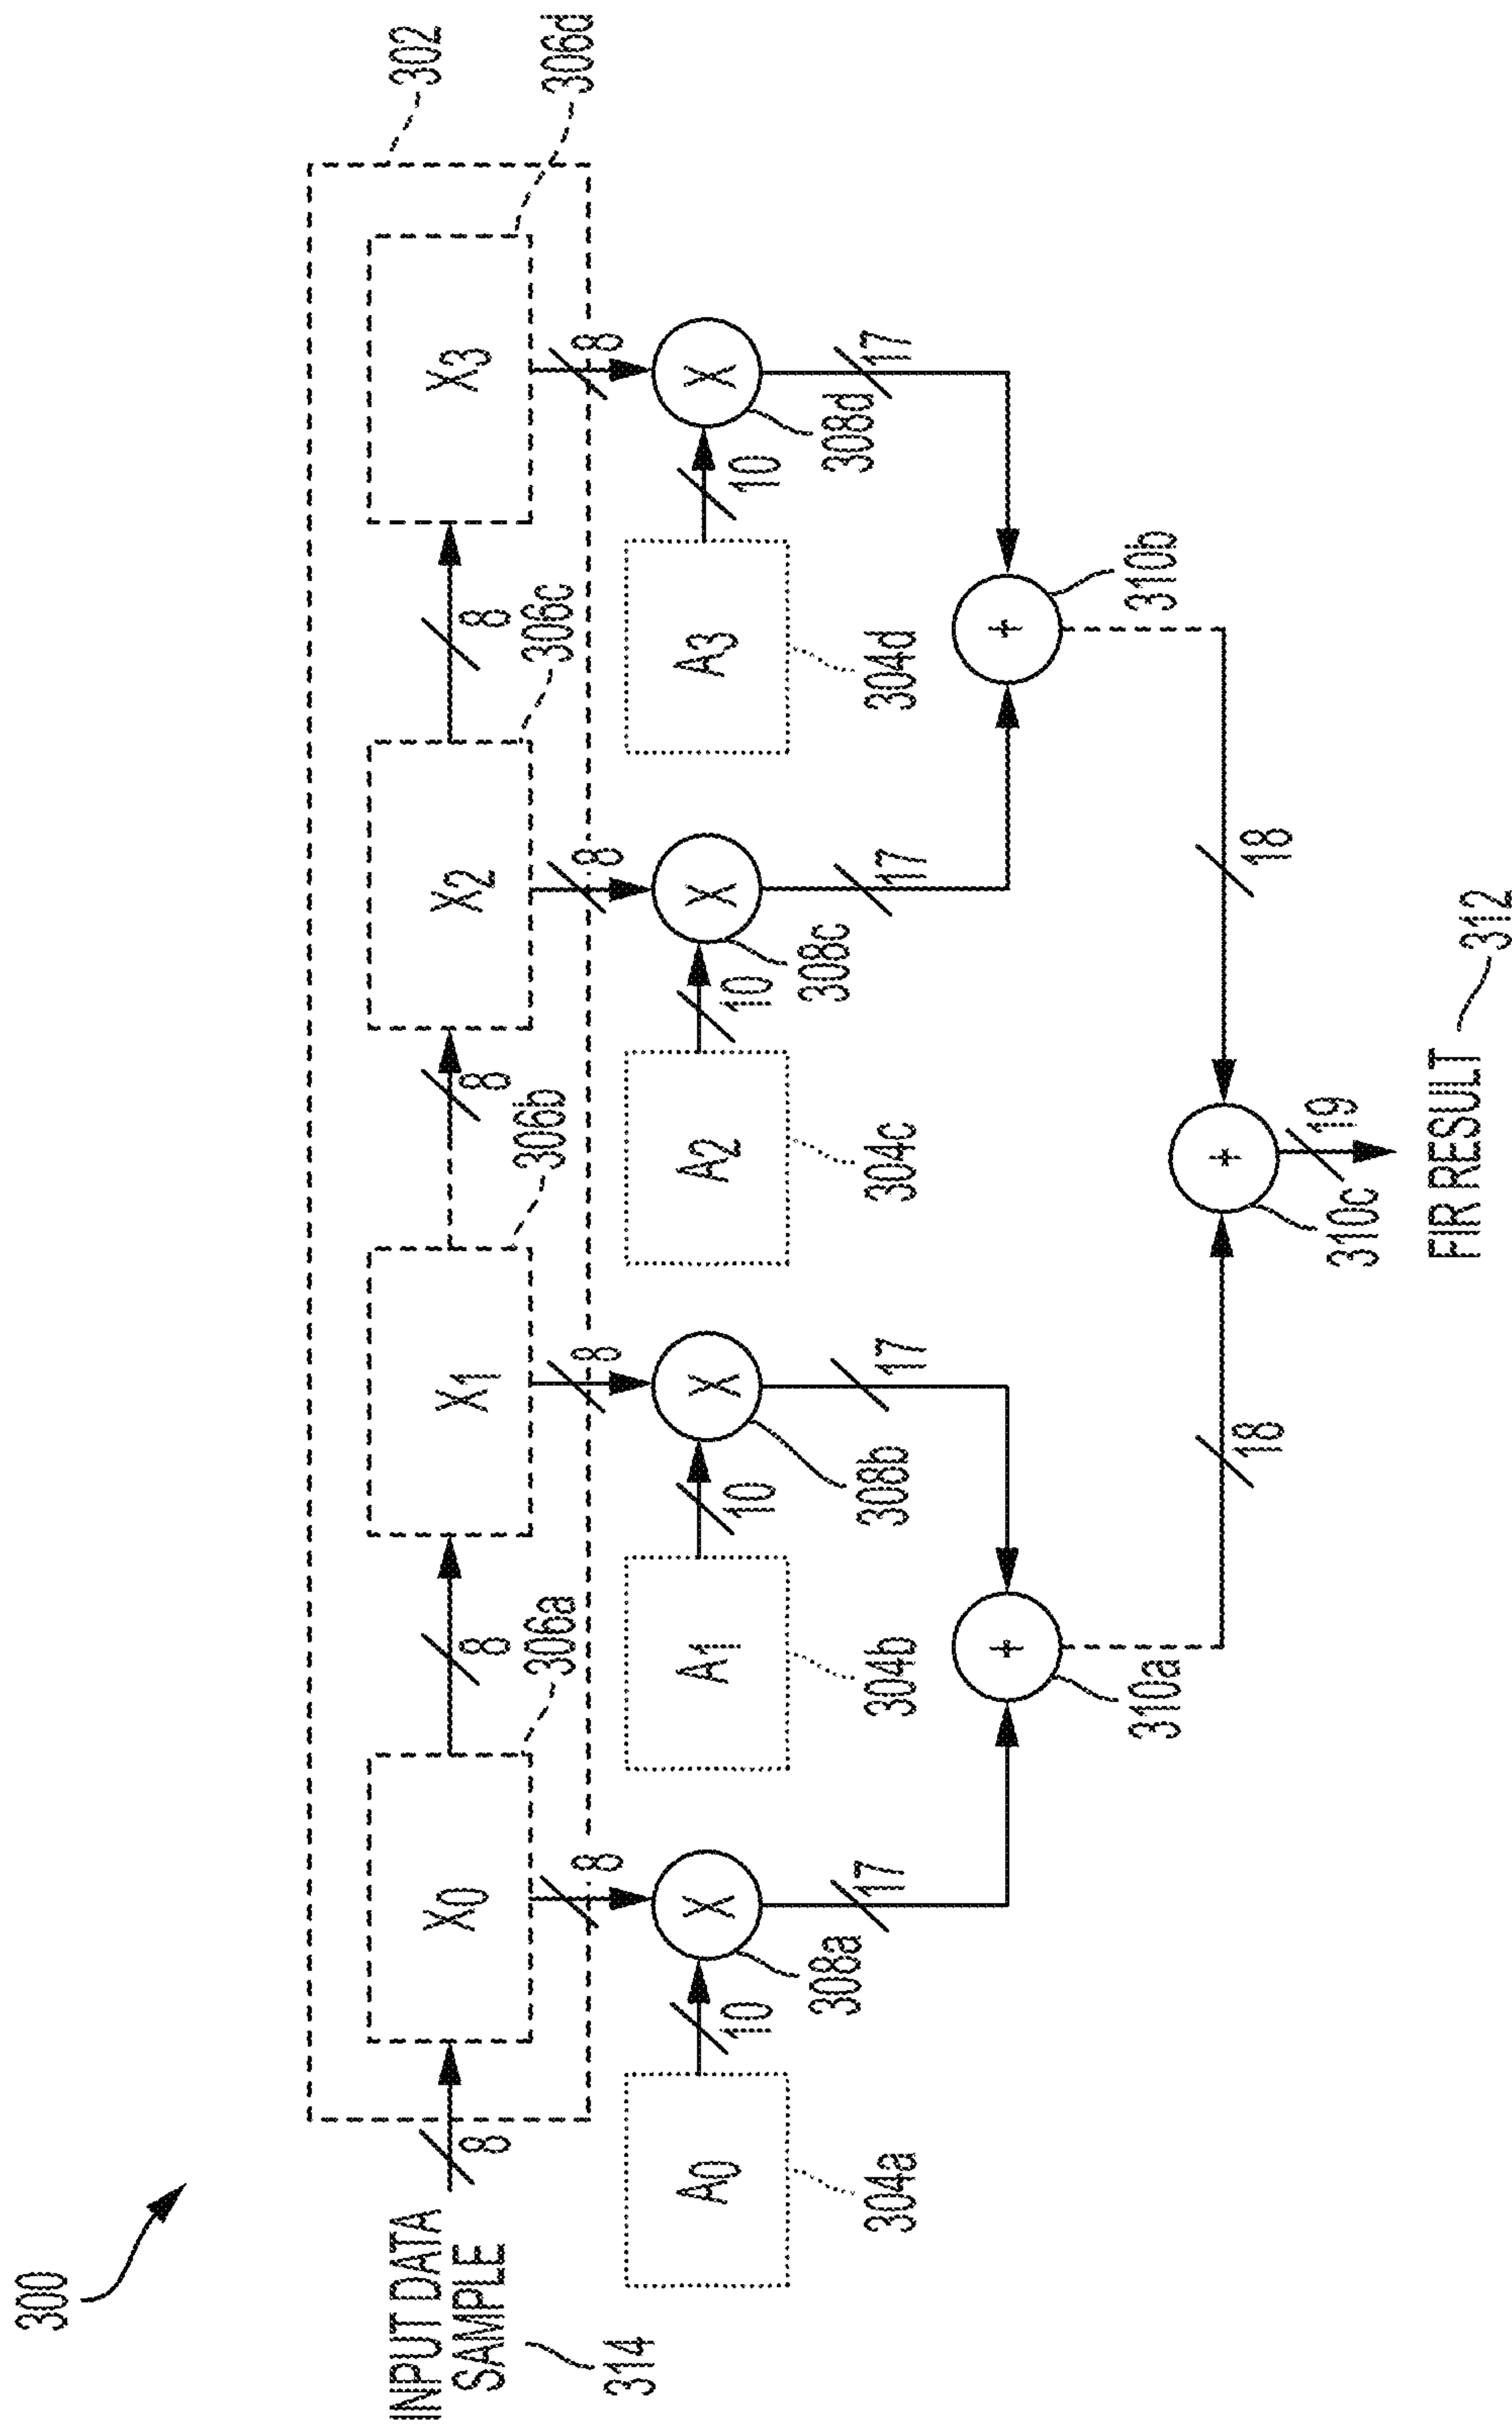 300
302
306d
INPUT DATA
SAMPLE
314
8
X0
8
306a
X1
8
306b
X2
8
306c
X3
8
8
8
8
A0
304a
10
X
308a
A1
304b
10
X
308b
A2
304c
10
X
308c
A3
304d
10
X
308d
17
17
17
17
+
310a
+
310b
18
18
+
310c
19
FIR RESULT
312